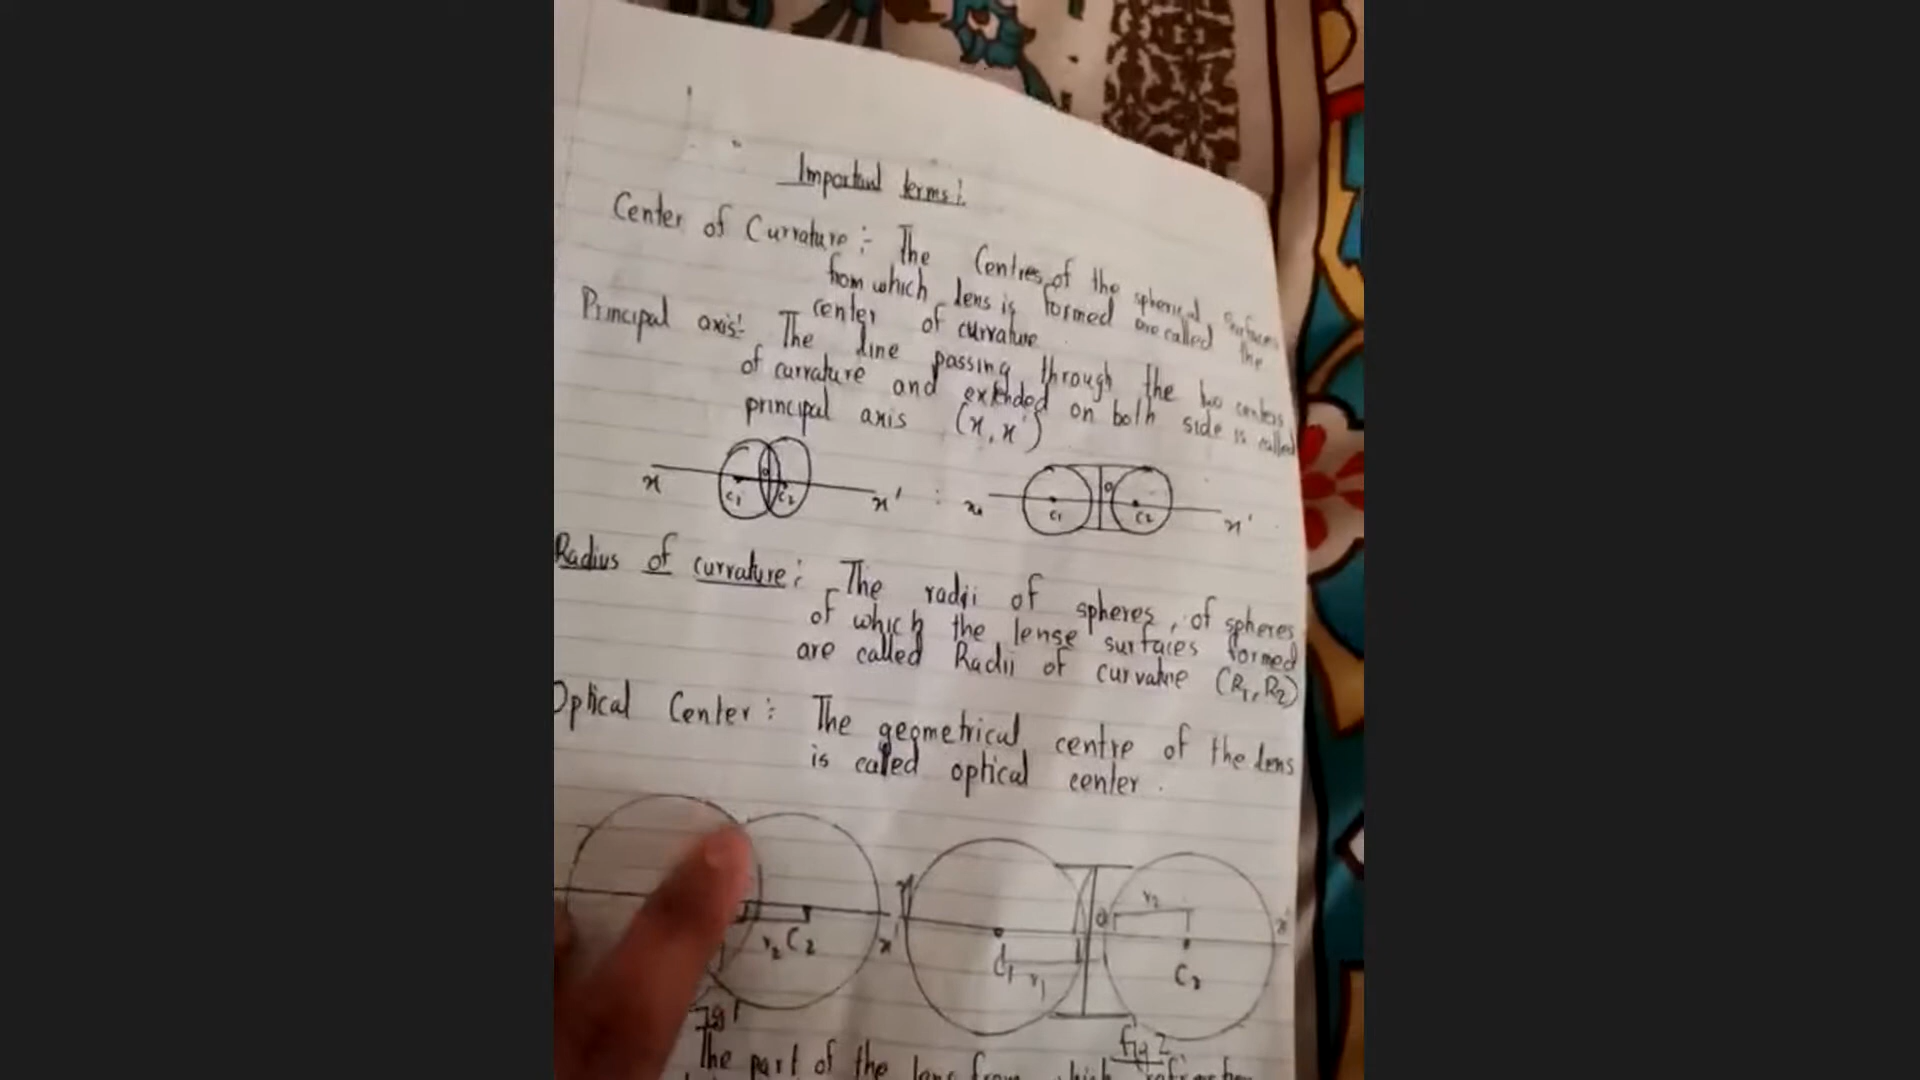 Important terms:
Center of Curvature :- The Centres of the spherical surfaces
from which lens is formed are called the
center of curvature
Principal axis: The line passing through the two centers
of curvature and extended on both side is called
principal axis (x, x')
x C1 O C2 x' : x C1 O C2 x'
Radius of curvature: The radii of spheres, of spheres
of which the lense surfaces formed
are called Radii of curvature (R1, R2)
Optical Center: The geometrical centre of the lens
is called optical center.
r2 C2 x' x C1 r1 O r2 C2 x'
fig 1
fig 2
The part of the lens from which refraction